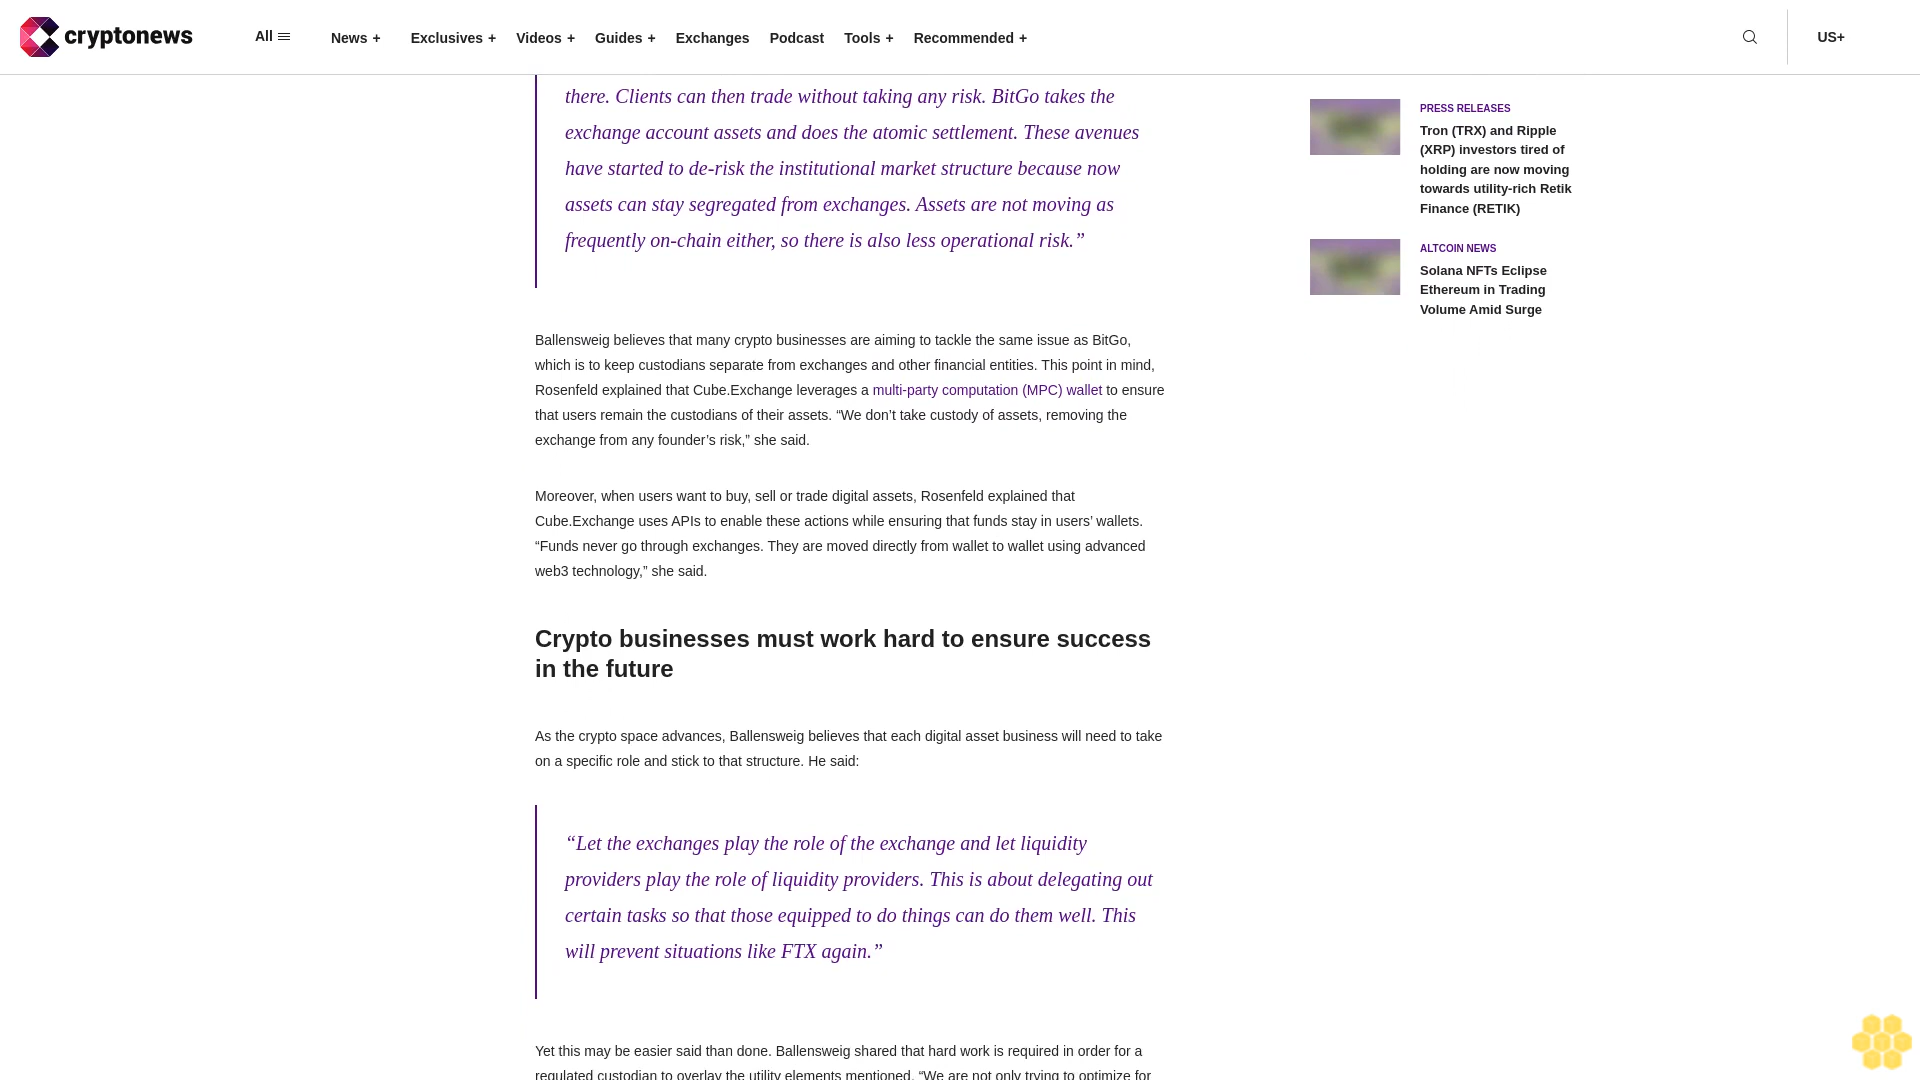 cryptonews
All
News +
Exclusives +
Videos +
Guides +
Exchanges
Podcast
Tools +
Recommended +
US+
there. Clients can then trade without taking any risk. BitGo takes the
exchange account assets and does the atomic settlement. These avenues
have started to de-risk the institutional market structure because now
assets can stay segregated from exchanges. Assets are not moving as
frequently on-chain either, so there is also less operational risk.”
Ballensweig believes that many crypto businesses are aiming to tackle the same issue as BitGo,
which is to keep custodians separate from exchanges and other financial entities. This point in mind,
Rosenfeld explained that Cube.Exchange leverages a multi-party computation (MPC) wallet to ensure
that users remain the custodians of their assets. “We don’t take custody of assets, removing the
exchange from any founder’s risk,” she said.
Moreover, when users want to buy, sell or trade digital assets, Rosenfeld explained that
Cube.Exchange uses APIs to enable these actions while ensuring that funds stay in users’ wallets.
“Funds never go through exchanges. They are moved directly from wallet to wallet using advanced
web3 technology,” she said.
Crypto businesses must work hard to ensure success
in the future
As the crypto space advances, Ballensweig believes that each digital asset business will need to take
on a specific role and stick to that structure. He said:
“Let the exchanges play the role of the exchange and let liquidity
providers play the role of liquidity providers. This is about delegating out
certain tasks so that those equipped to do things can do them well. This
will prevent situations like FTX again.”
Yet this may be easier said than done. Ballensweig shared that hard work is required in order for a
regulated custodian to overlay the utility elements mentioned. “We are not only trying to optimize for
PRESS RELEASES
Tron (TRX) and Ripple
(XRP) investors tired of
holding are now moving
towards utility-rich Retik
Finance (RETIK)
ALTCOIN NEWS
Solana NFTs Eclipse
Ethereum in Trading
Volume Amid Surge